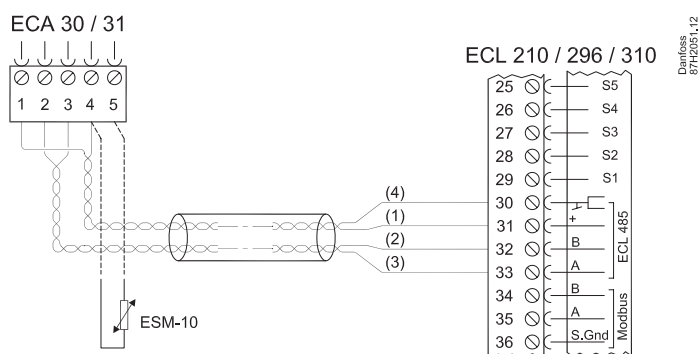 ECA 30 / 31
1 2 3 4 5
ESM-10
(4)
(1)
(2)
(3)
ECL 210 / 296 / 310
25 S5
26 S4
27 S3
28 S2
29 S1
30
31 +
32 B
33 A
ECL 485
34 B
35 A
36 S.Gnd
Modbus
Danfoss
87H2051.12